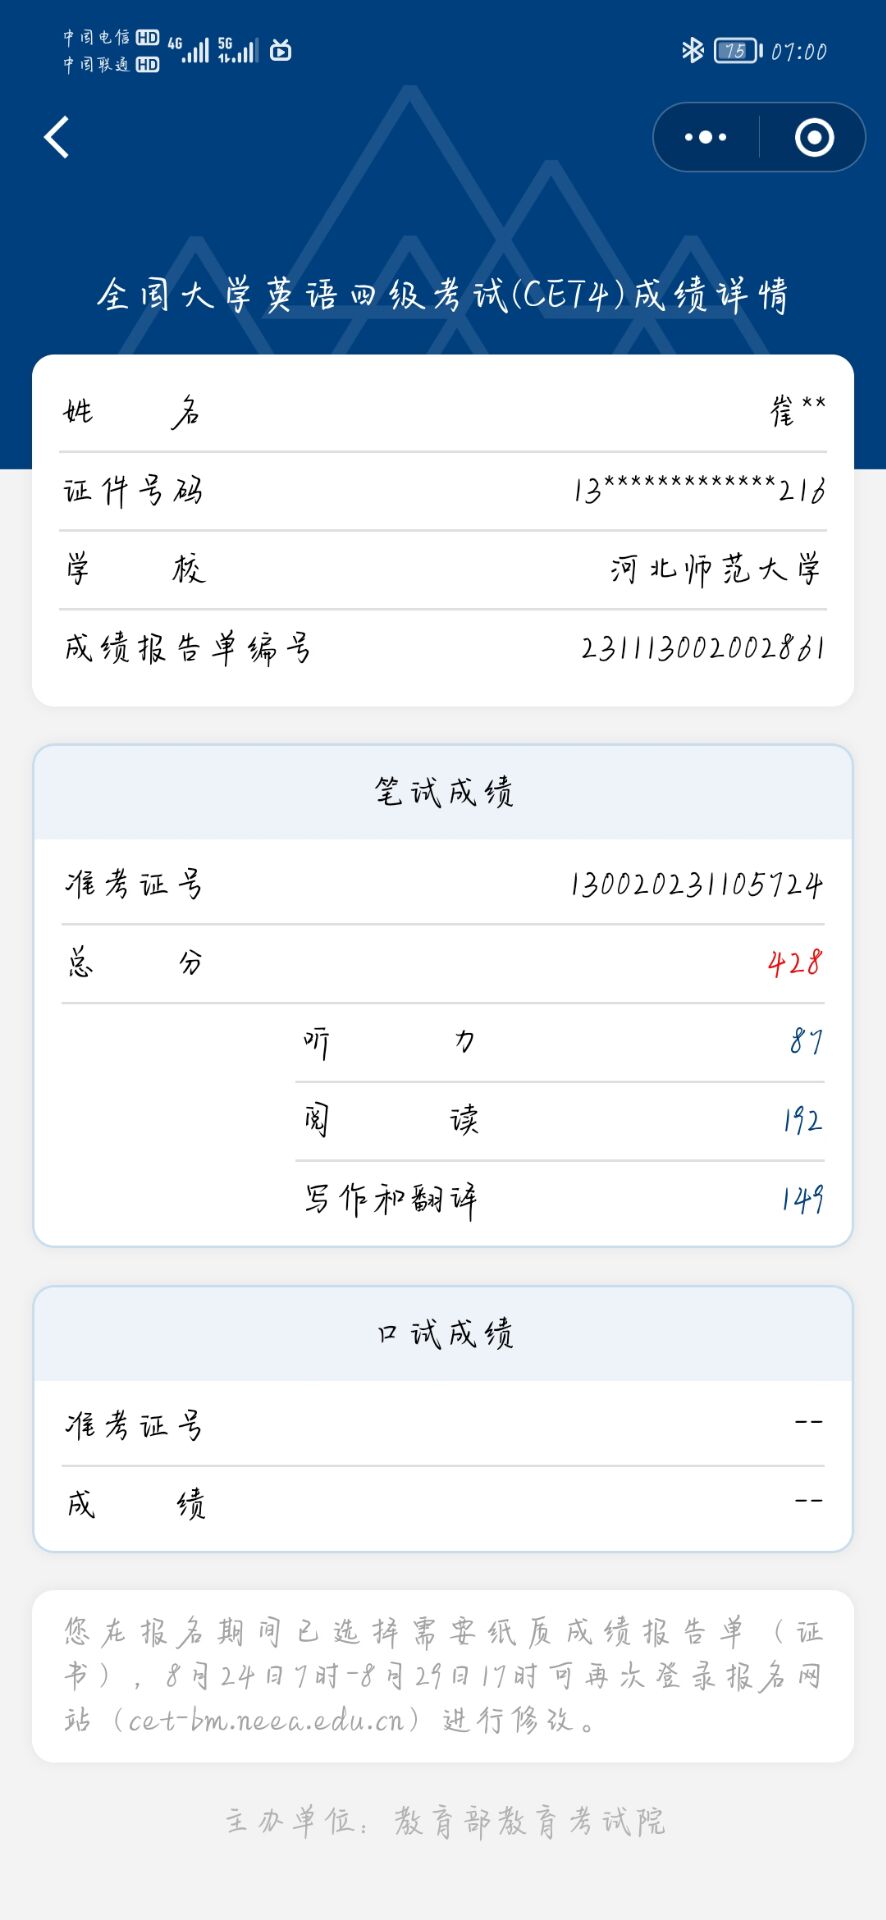 中国电信 HD 4G 5G 75 07:00
中国联通 HD
全国大学英语四级考试(CET4)成绩详情
姓名 崔**
证件号码 13*************216
学校 河北师范大学
成绩报告单编号 231113002002861
笔试成绩
准考证号 130020231105724
总分 428
听力 87
阅读 192
写作和翻译 149
口试成绩
准考证号 --
成绩 --
您在报名期间已选择需要纸质成绩报告单（证
书），8月24日7时-8月29日17时可再次登录报名网
站（cet-bm.neea.edu.cn）进行修改。
主办单位：教育部教育考试院